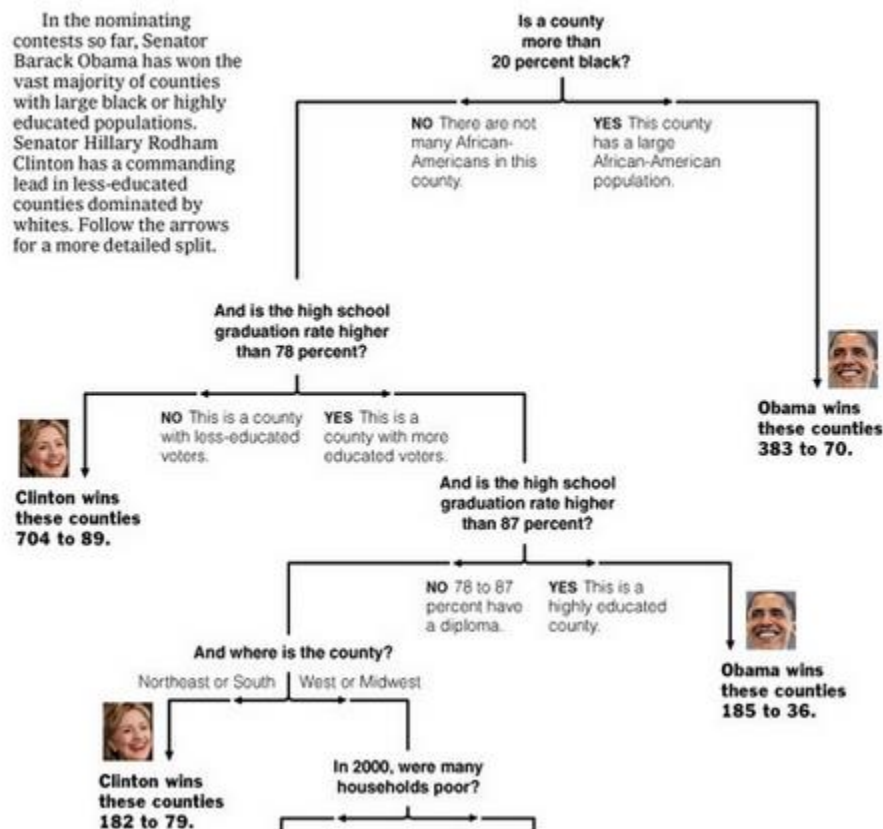 In the nominating
contests so far, Senator
Barack Obama has won the
vast majority of counties
with large black or highly
educated populations.
Senator Hillary Rodham
Clinton has a commanding
lead in less-educated
counties dominated by
whites. Follow the arrows
for a more detailed split.
Is a county
more than
20 percent black?
NO There are not
many African-
Americans in this
county.
YES This county
has a large
African-American
population.
And is the high school
graduation rate higher
than 78 percent?
Obama wins
these counties
383 to 70.
NO This is a county
with less-educated
voters.
YES This is a
county with more
educated voters.
Clinton wins
these counties
704 to 89.
And is the high school
graduation rate higher
than 87 percent?
NO 78 to 87
percent have
a diploma.
YES This is a
highly educated
county.
Obama wins
these counties
185 to 36.
And where is the county?
Northeast or South
West or Midwest
Clinton wins
these counties
182 to 79.
In 2000, were many
households poor?